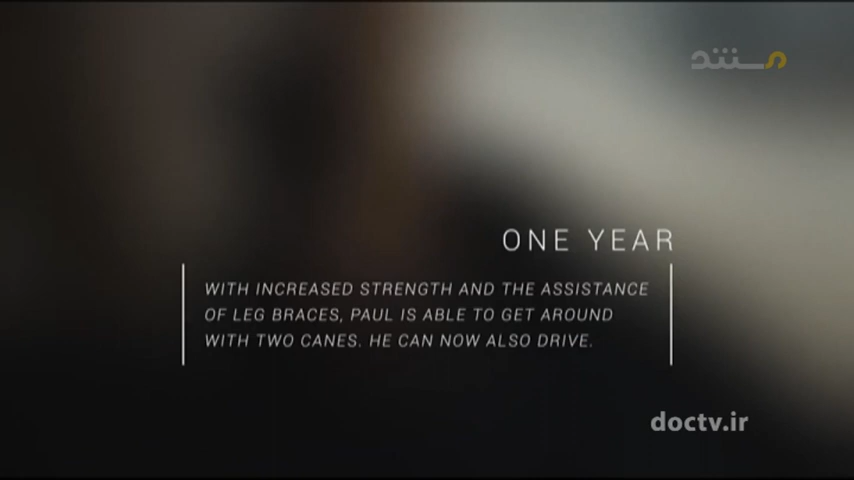 مستند
ONE YEAR
WITH INCREASED STRENGTH AND THE ASSISTANCE
OF LEG BRACES, PAUL IS ABLE TO GET AROUND
WITH TWO CANES. HE CAN NOW ALSO DRIVE.
doctv.ir